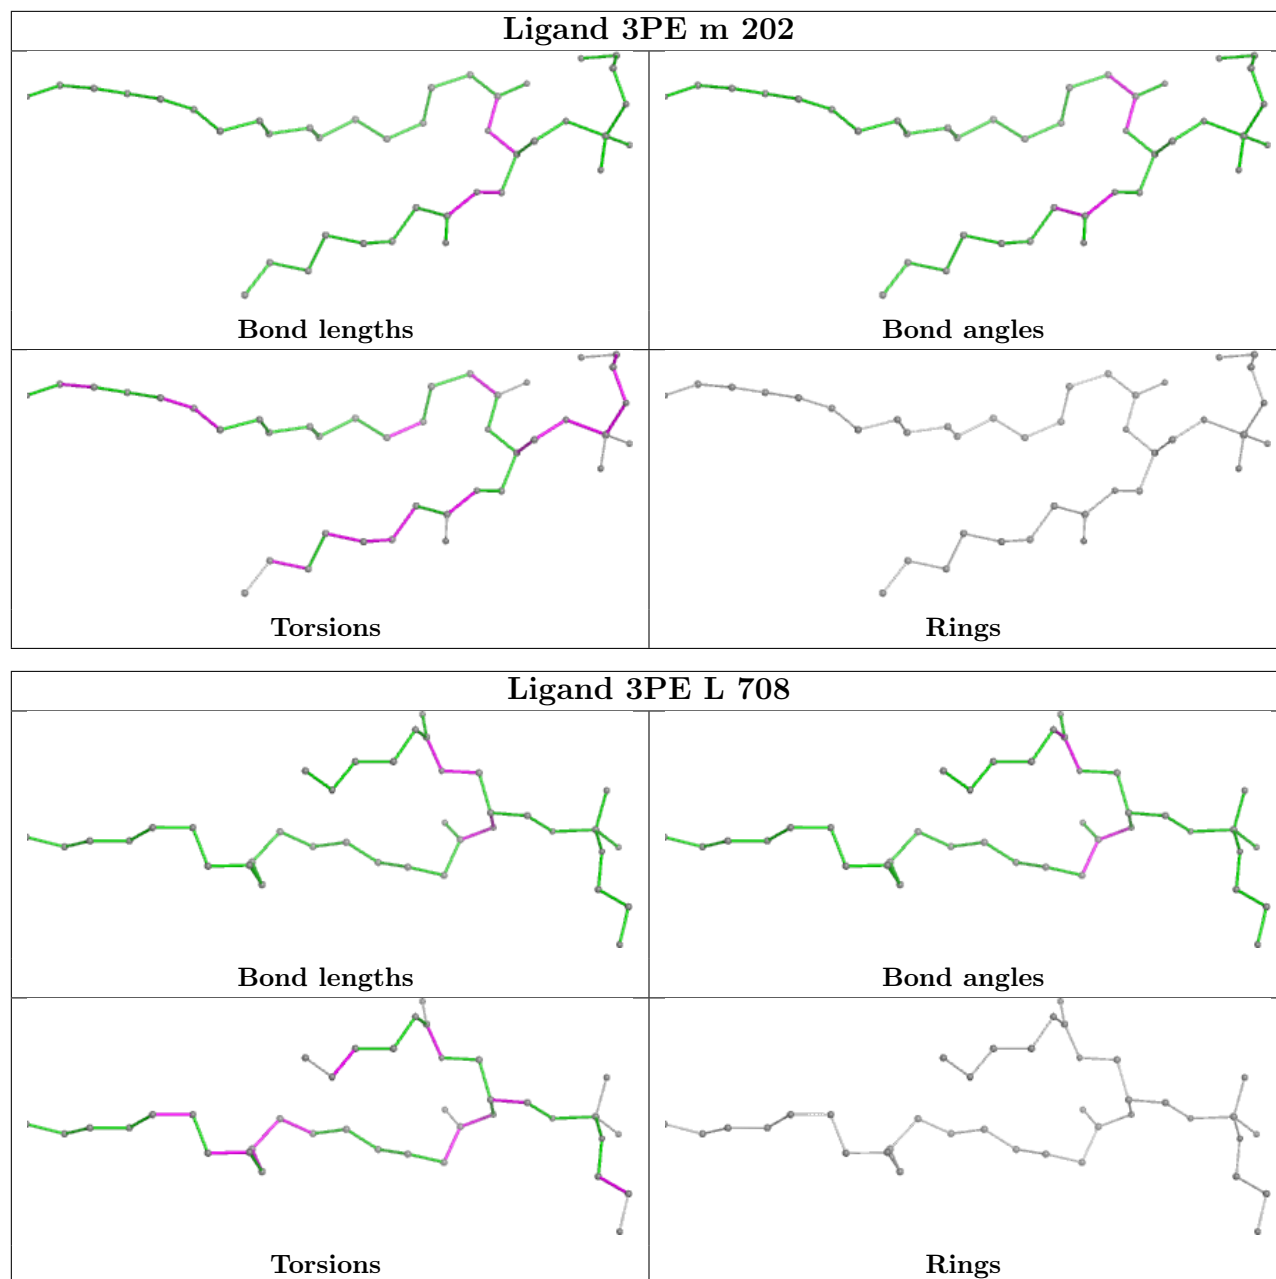 Ligand 3PE m 202
Bond lengths
Bond angles
Torsions
Rings
Ligand 3PE L 708
Bond lengths
Bond angles
Torsions
Rings